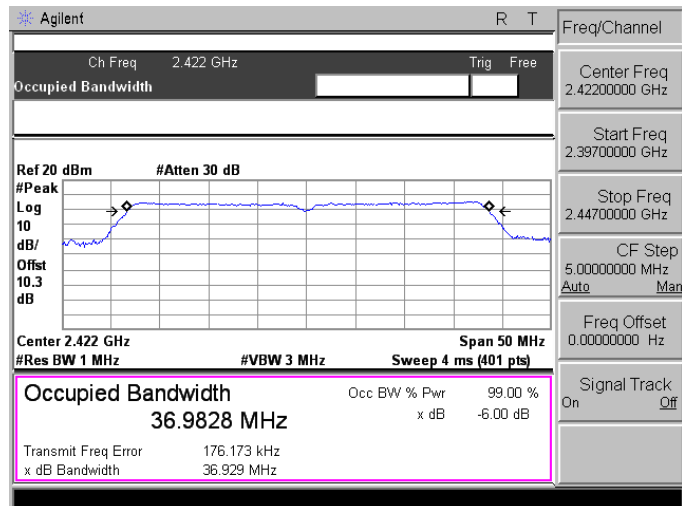 Agilent R T
Ch Freq 2.422 GHz Trig Free
Occupied Bandwidth
Ref 20 dBm #Atten 30 dB
#Peak
Log
10
dB/
Offst
10.3
dB
Center 2.422 GHz Span 50 MHz
#Res BW 1 MHz #VBW 3 MHz Sweep 4 ms (401 pts)
Occupied Bandwidth Occ BW % Pwr 99.00 %
36.9828 MHz x dB -6.00 dB
Transmit Freq Error 176.173 kHz
x dB Bandwidth 36.929 MHz
Freq/Channel
Center Freq
2.42200000 GHz
Start Freq
2.39700000 GHz
Stop Freq
2.44700000 GHz
CF Step
5.00000000 MHz
Auto Man
Freq Offset
0.00000000 Hz
Signal Track
On Off